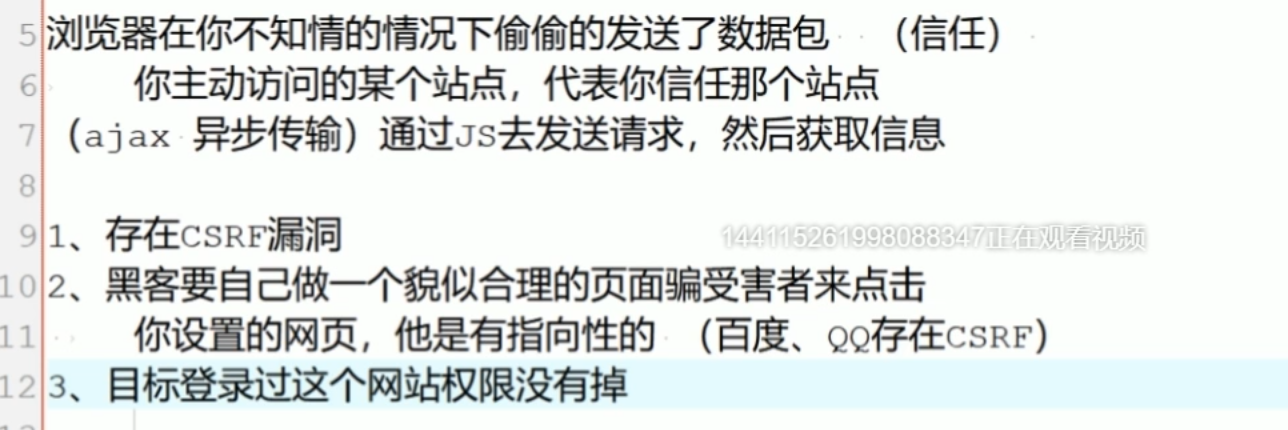 5 浏览器在你不知情的情况下偷偷的发送了数据包 （信任）
6 你主动访问的某个站点，代表你信任那个站点
7 （ajax 异步传输）通过JS去发送请求，然后获取信息
8
9 1、存在CSRF漏洞
144115261998088347正在观看视频
10 2、黑客要自己做一个貌似合理的页面骗受害者来点击
11 你设置的网页，他是有指向性的 （百度、QQ存在CSRF）
12 3、目标登录过这个网站权限没有掉